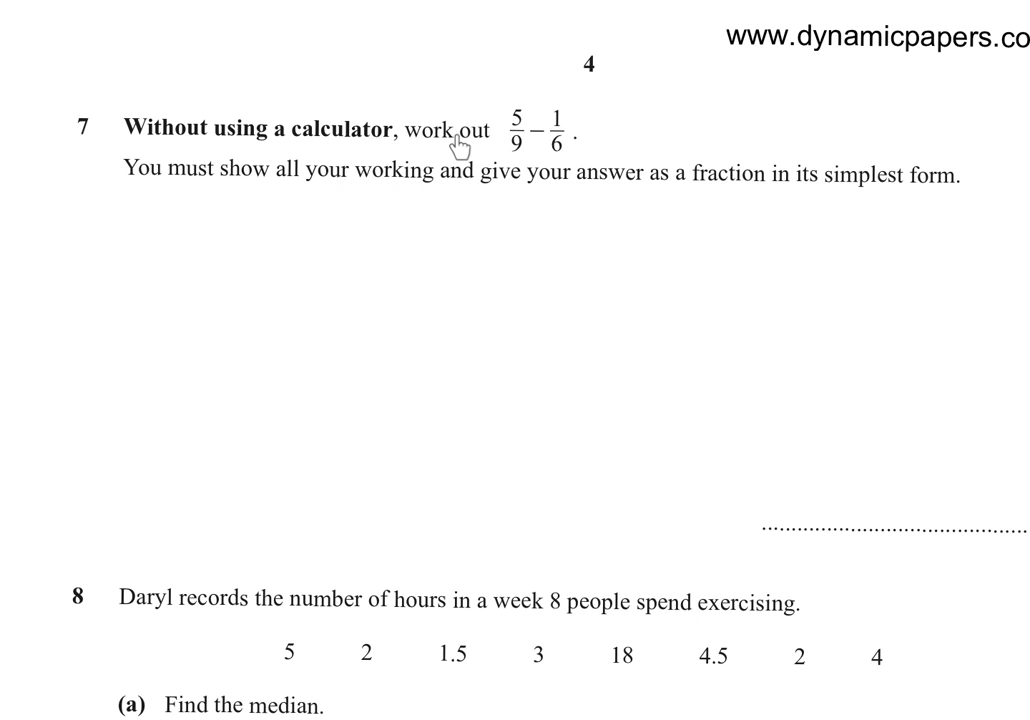 www.dynamicpapers.co
4
7 Without using a calculator, work out 5/9 − 1/6 .
You must show all your working and give your answer as a fraction in its simplest form.
..............................................
8 Daryl records the number of hours in a week 8 people spend exercising.
5 2 1.5 3 18 4.5 2 4
(a) Find the median.